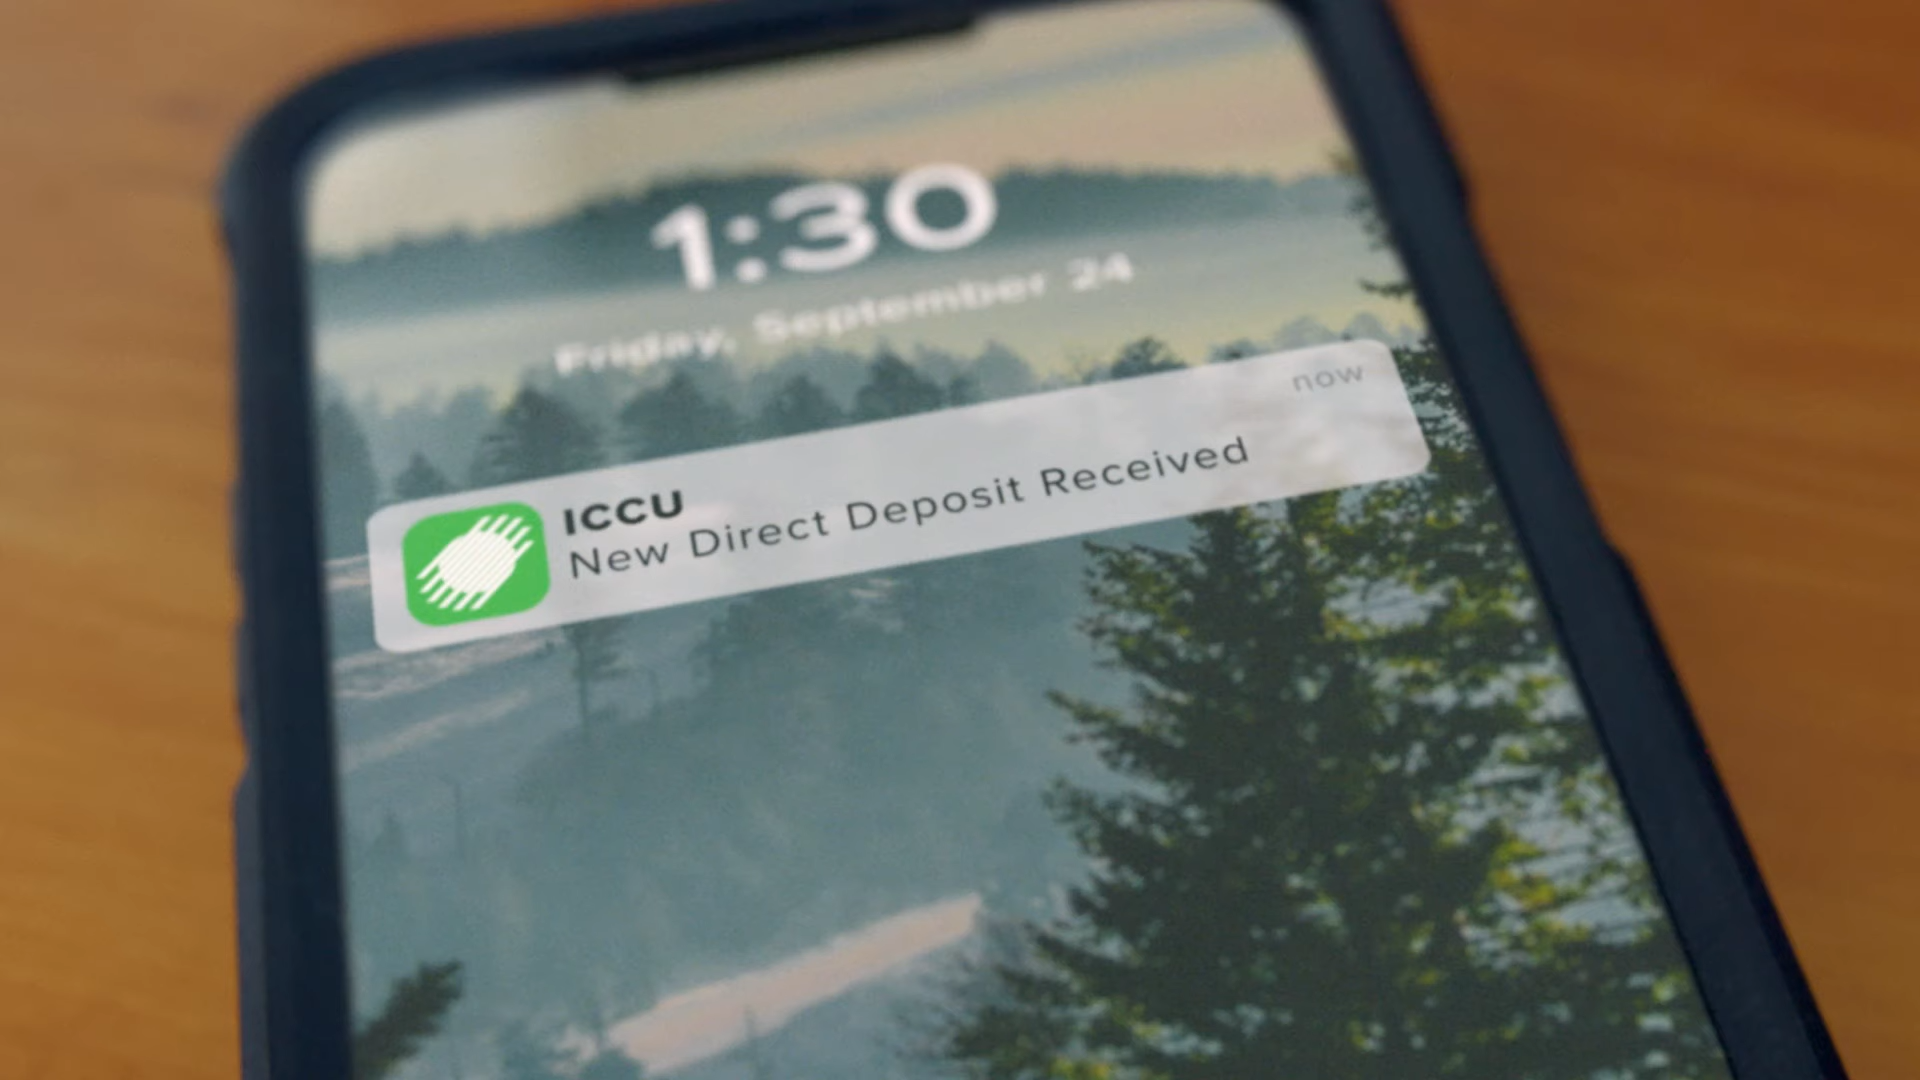 1:30
Friday, September 24
now
ICCU
New Direct Deposit Received